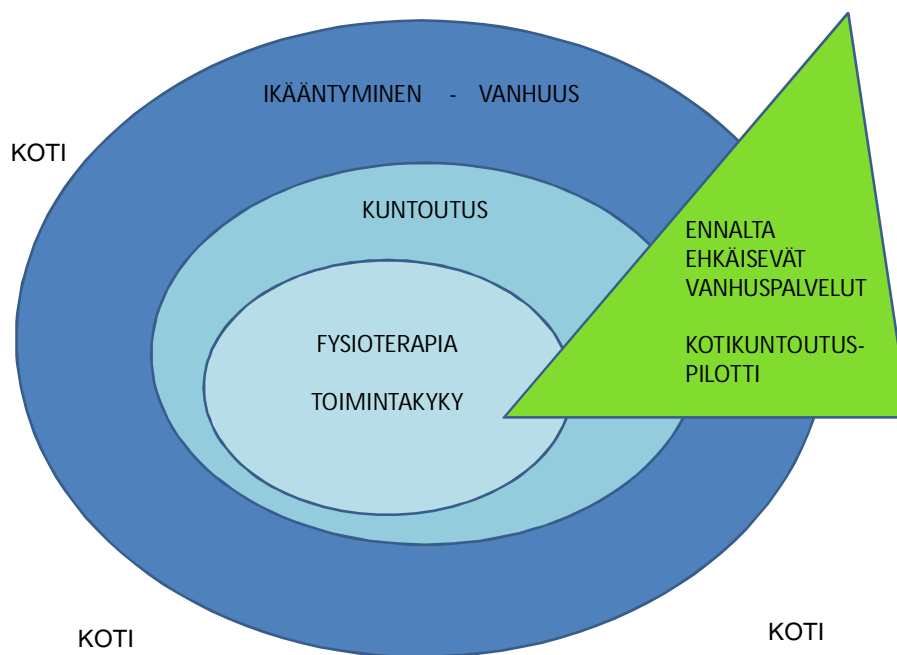 IKÄÄNTYMINEN - VANHUUS
KOTI
KUNTOUTUS
ENNALTA
EHKÄISEVÄT
VANHUSPALVELUT
KOTIKUNTOUTUS-
PILOTTI
FYSIOTERAPIA
TOIMINTAKYKY
KOTI
KOTI